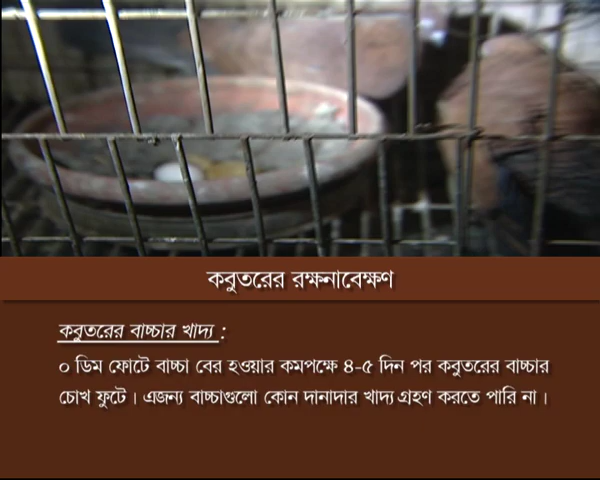 কবুতরের রক্ষনাবেক্ষণ
কবুতরের বাচ্চার খাদ্য :
০ ডিম ফোটে বাচ্চা বের হওয়ার কমপক্ষে ৪-৫ দিন পর কবুতরের বাচ্চার
চোখ ফুটে । এজন্য বাচ্চাগুলো কোন দানাদার খাদ্য গ্রহণ করতে পারি না ।